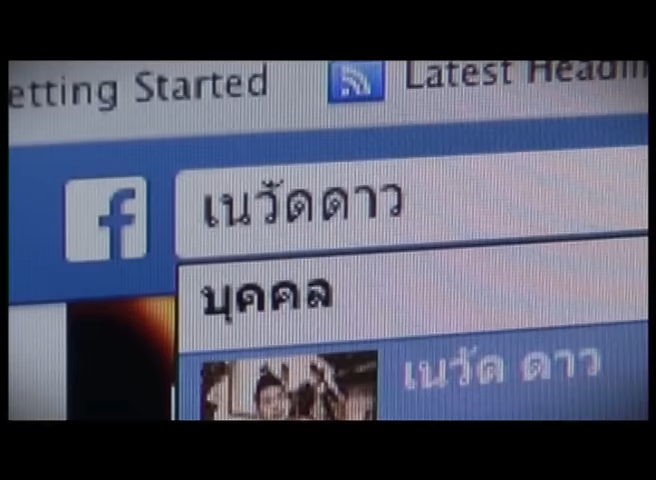 etting Started
Latest Headlin
f
เนวัดดาว
บุคคล
เนวัด ดาว